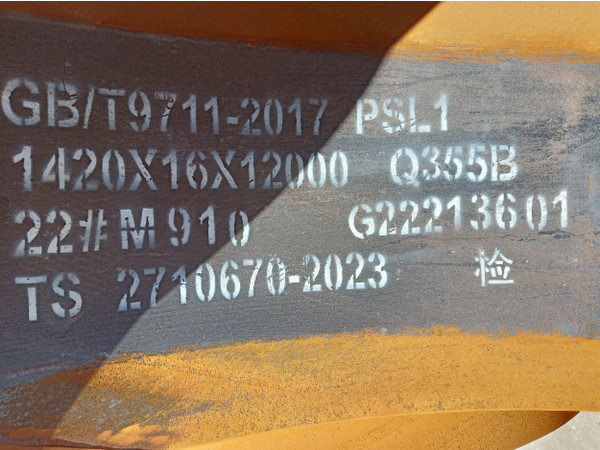 GB/T9711-2017 PSL1
1420X16X12000 Q355B
22# M910 G22213601
TS 2710670-2023 检